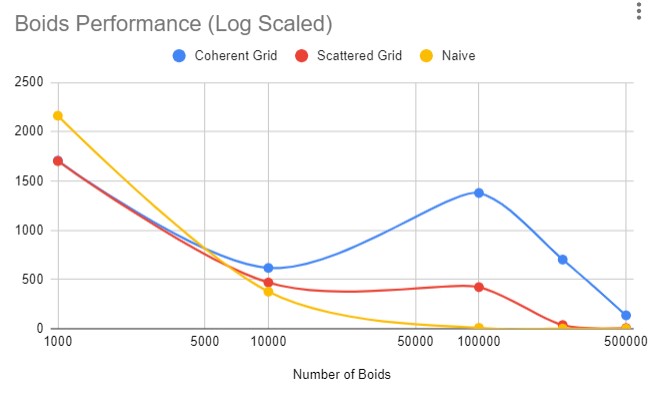 Boids Performance (Log Scaled)
Coherent Grid Scattered Grid Naive
2500
2000
1500
1000
500
0
1000 5000 10000 50000 100000 500000
Number of Boids